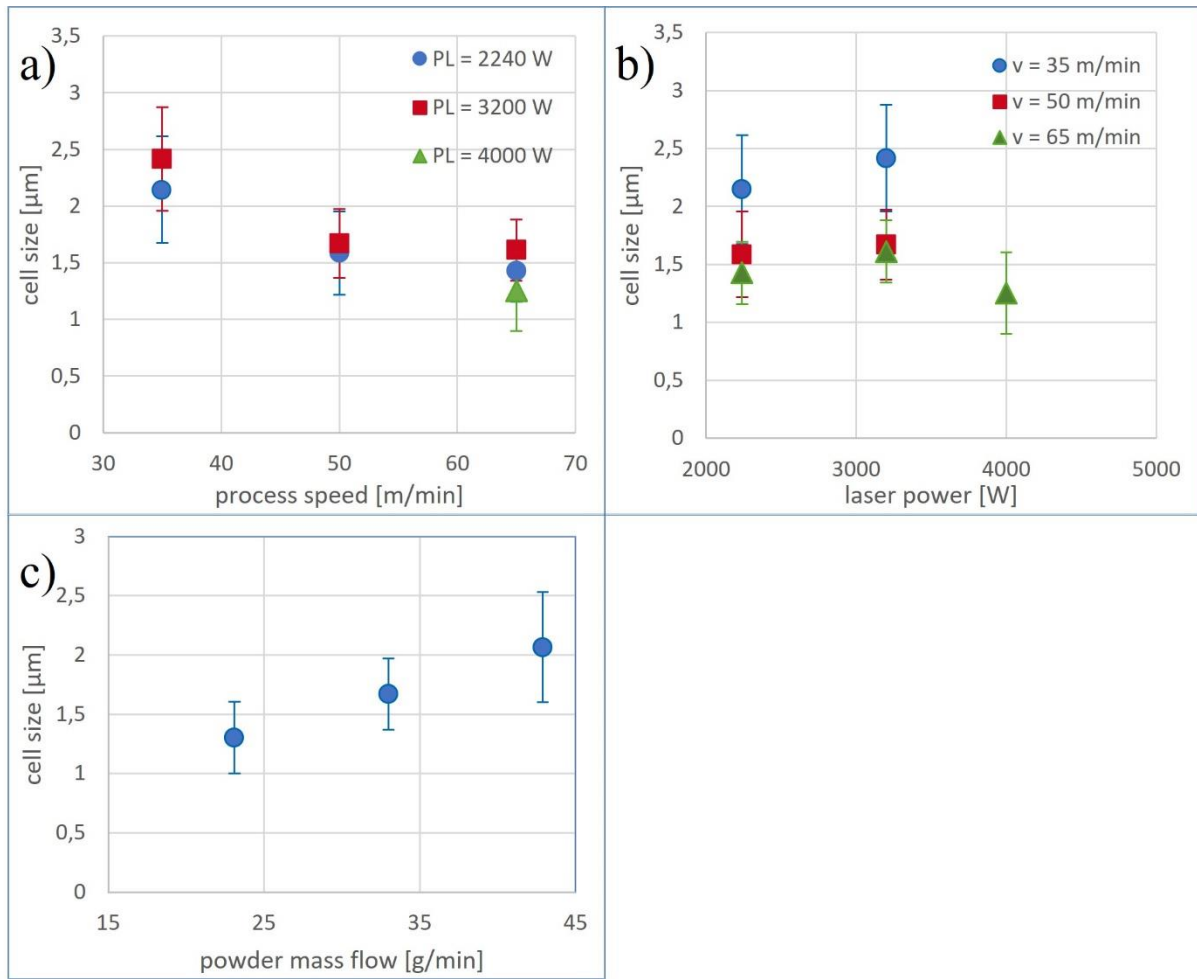 a)
3,5
3
2,5
2
1,5
1
0,5
0
cell size [µm]
30 40 50 60 70
process speed [m/min]
PL = 2240 W
PL = 3200 W
PL = 4000 W
b)
3,5
3
2,5
2
1,5
1
0,5
0
cell size [µm]
2000 3000 4000 5000
laser power [W]
v = 35 m/min
v = 50 m/min
v = 65 m/min
c)
3
2,5
2
1,5
1
0,5
0
cell size [µm]
15 25 35 45
powder mass flow [g/min]